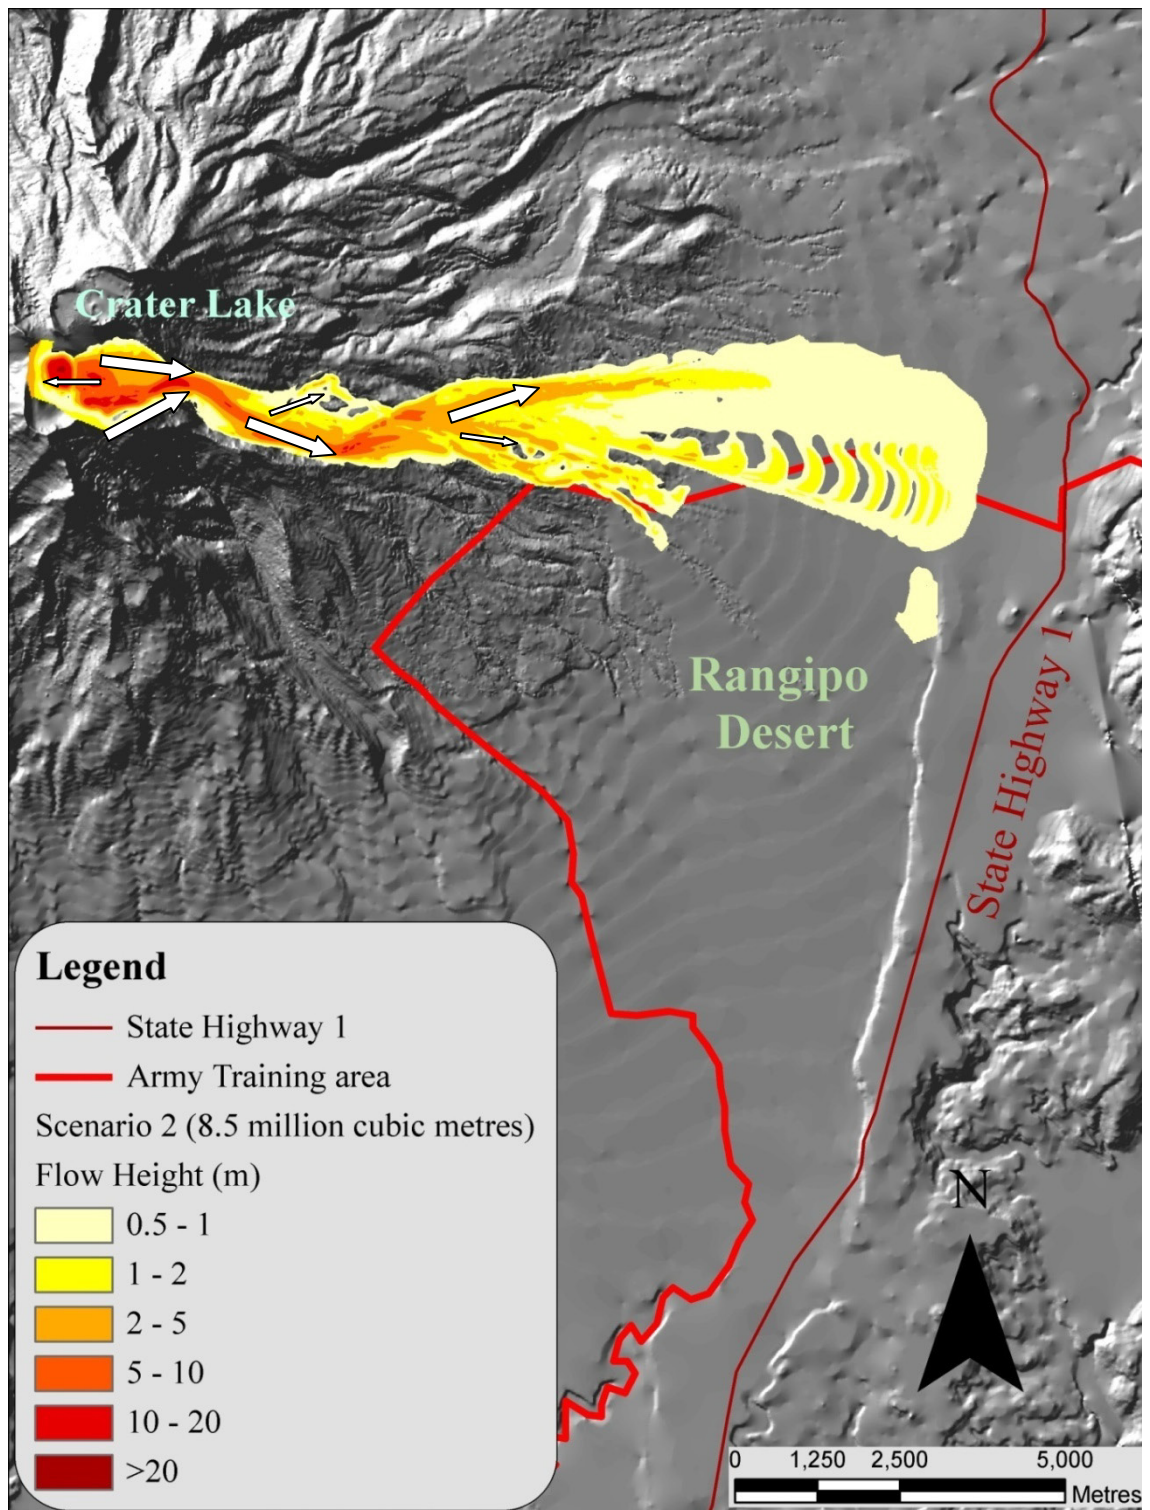 Crater Lake
Rangipo
Desert
State Highway 1
Legend
State Highway 1
Army Training area
Scenario 2 (8.5 million cubic metres)
Flow Height (m)
0.5 - 1
1 - 2
2 - 5
5 - 10
10 - 20
>20
N
0 1,250 2,500 5,000
Metres